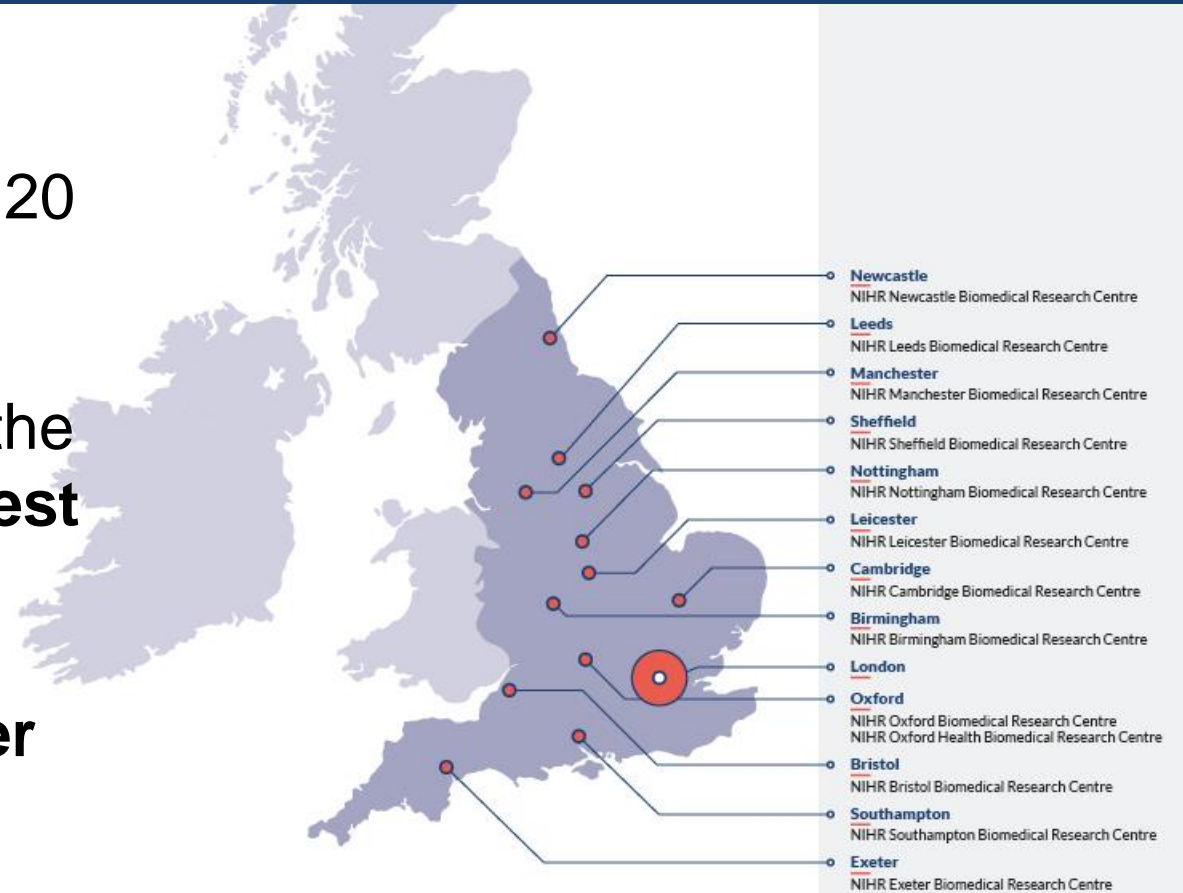 20
the
est
er
Newcastle
NIHR Newcastle Biomedical Research Centre
Leeds
NIHR Leeds Biomedical Research Centre
Manchester
NIHR Manchester Biomedical Research Centre
Sheffield
NIHR Sheffield Biomedical Research Centre
Nottingham
NIHR Nottingham Biomedical Research Centre
Leicester
NIHR Leicester Biomedical Research Centre
Cambridge
NIHR Cambridge Biomedical Research Centre
Birmingham
NIHR Birmingham Biomedical Research Centre
London
Oxford
NIHR Oxford Biomedical Research Centre
NIHR Oxford Health Biomedical Research Centre
Bristol
NIHR Bristol Biomedical Research Centre
Southampton
NIHR Southampton Biomedical Research Centre
Exeter
NIHR Exeter Biomedical Research Centre